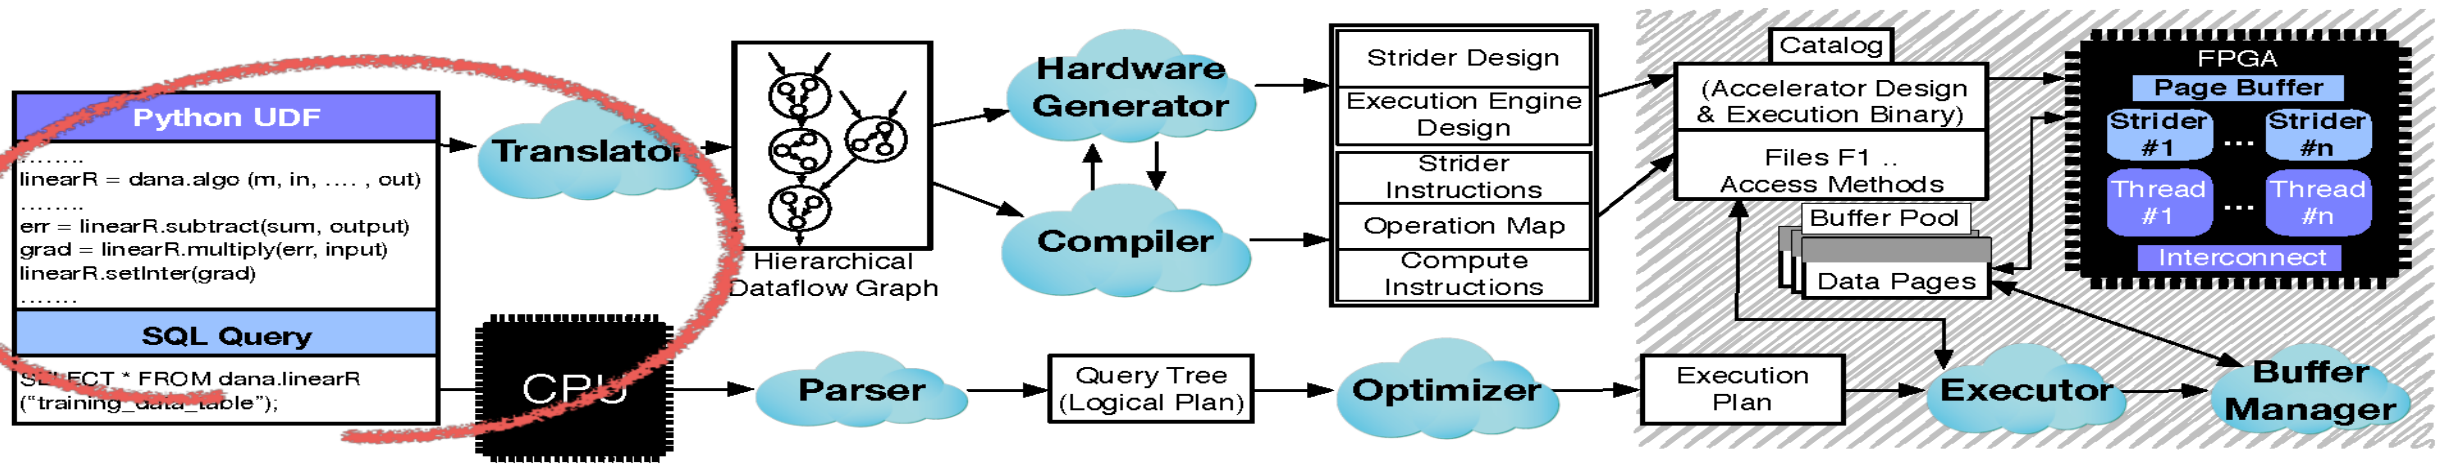 Python UDF
........
linearR = dana.algo (m, in, .... , out)
........
err = linearR.subtract(sum, output)
grad = linearR.multiply(err, input)
linearR.setInter(grad)
.......
SQL Query
SELECT * FROM dana.linearR
(“training_data_table”);
Translator
CPU
Hierarchical
Dataflow Graph
Parser
Hardware
Generator
Compiler
Query Tree
(Logical Plan)
Strider Design
Execution Engine
Design
Strider
Instructions
Operation Map
Compute
Instructions
Optimizer
Catalog
(Accelerator Design
& Execution Binary)
Files F1 ..
Access Methods
Buffer Pool
Data Pages
Execution
Plan
Executor
Buffer
Manager
FPGA
Page Buffer
Strider
#1
...
Strider
#n
Thread
#1
...
Thread
#n
Interconnect